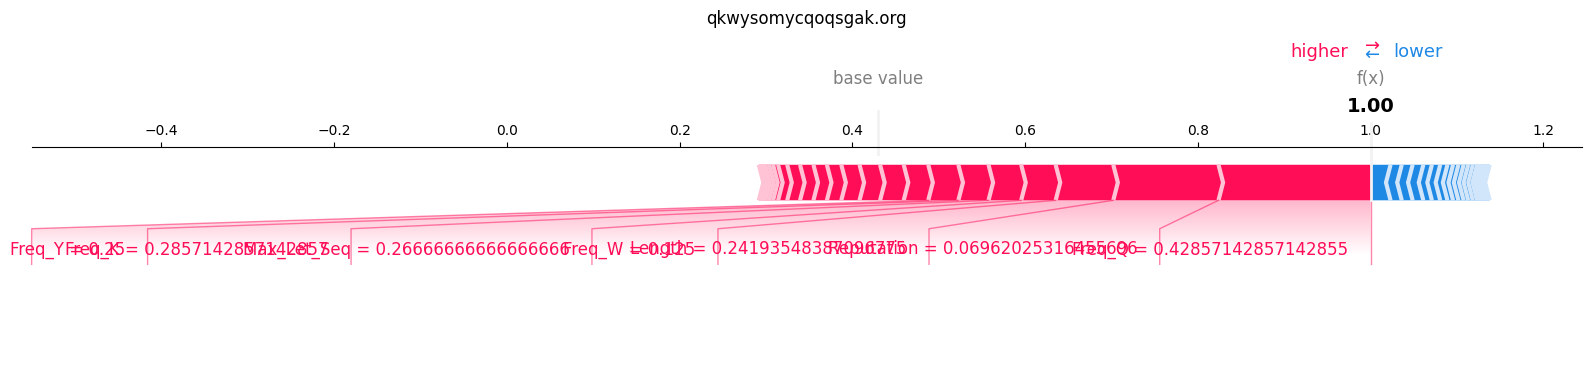 qkwysomycqoqsgak.org
higher ⇄ lower
base value f(x)
1.00
−0.4 −0.2 0.0 0.2 0.4 0.6 0.8 1.0 1.2
Freq_Y = 0.25 Freq_K = 0.2857142857142857 Max_Let_Seq = 0.26666666666666666 Freq_W = 0.125 Length = 0.24193548387096775 Reputation = 0.06962025316455696 Freq_Q = 0.42857142857142855